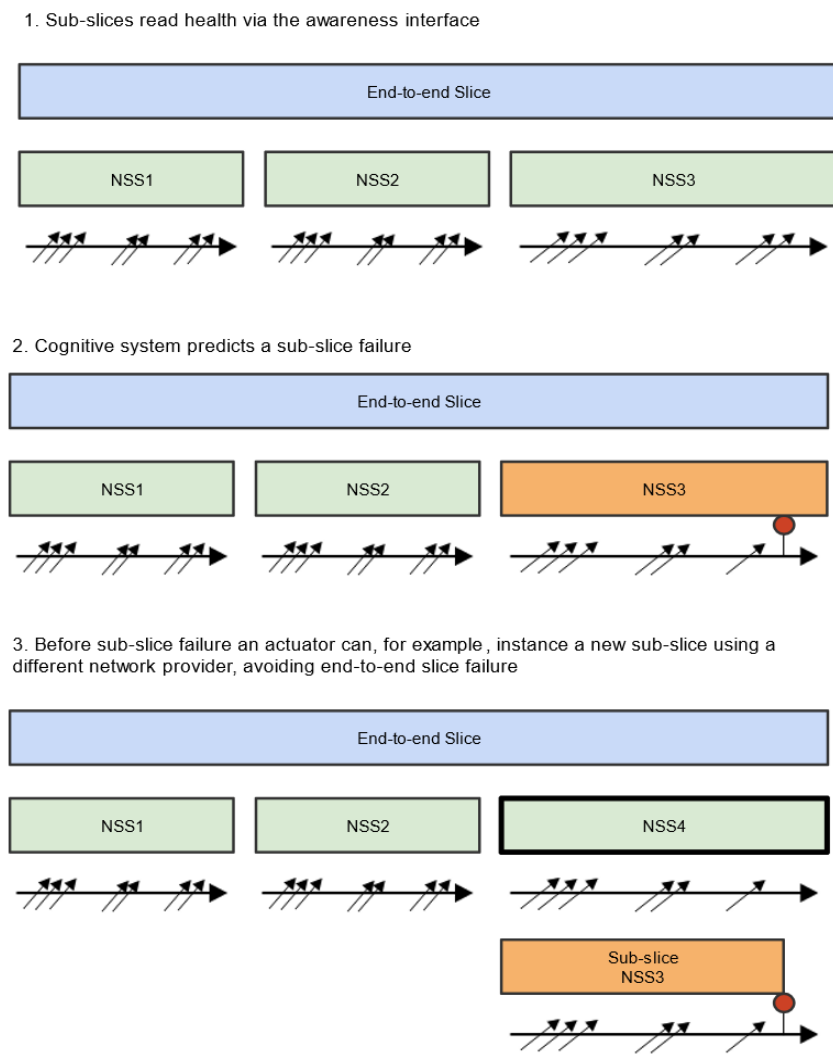 1. Sub-slices read health via the awareness interface
End-to-end Slice
NSS1
NSS2
NSS3
2. Cognitive system predicts a sub-slice failure
End-to-end Slice
NSS1
NSS2
NSS3
3. Before sub-slice failure an actuator can, for example, instance a new sub-slice using a
different network provider, avoiding end-to-end slice failure
End-to-end Slice
NSS1
NSS2
NSS4
Sub-slice
NSS3